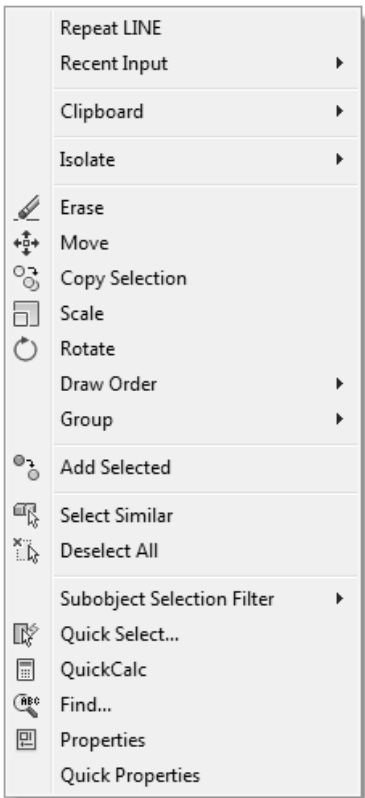 Repeat LINE
Recent Input
Clipboard
Isolate
Erase
Move
Copy Selection
Scale
Rotate
Draw Order
Group
Add Selected
Select Similar
Deselect All
Subobject Selection Filter
Quick Select...
QuickCalc
Find...
Properties
Quick Properties